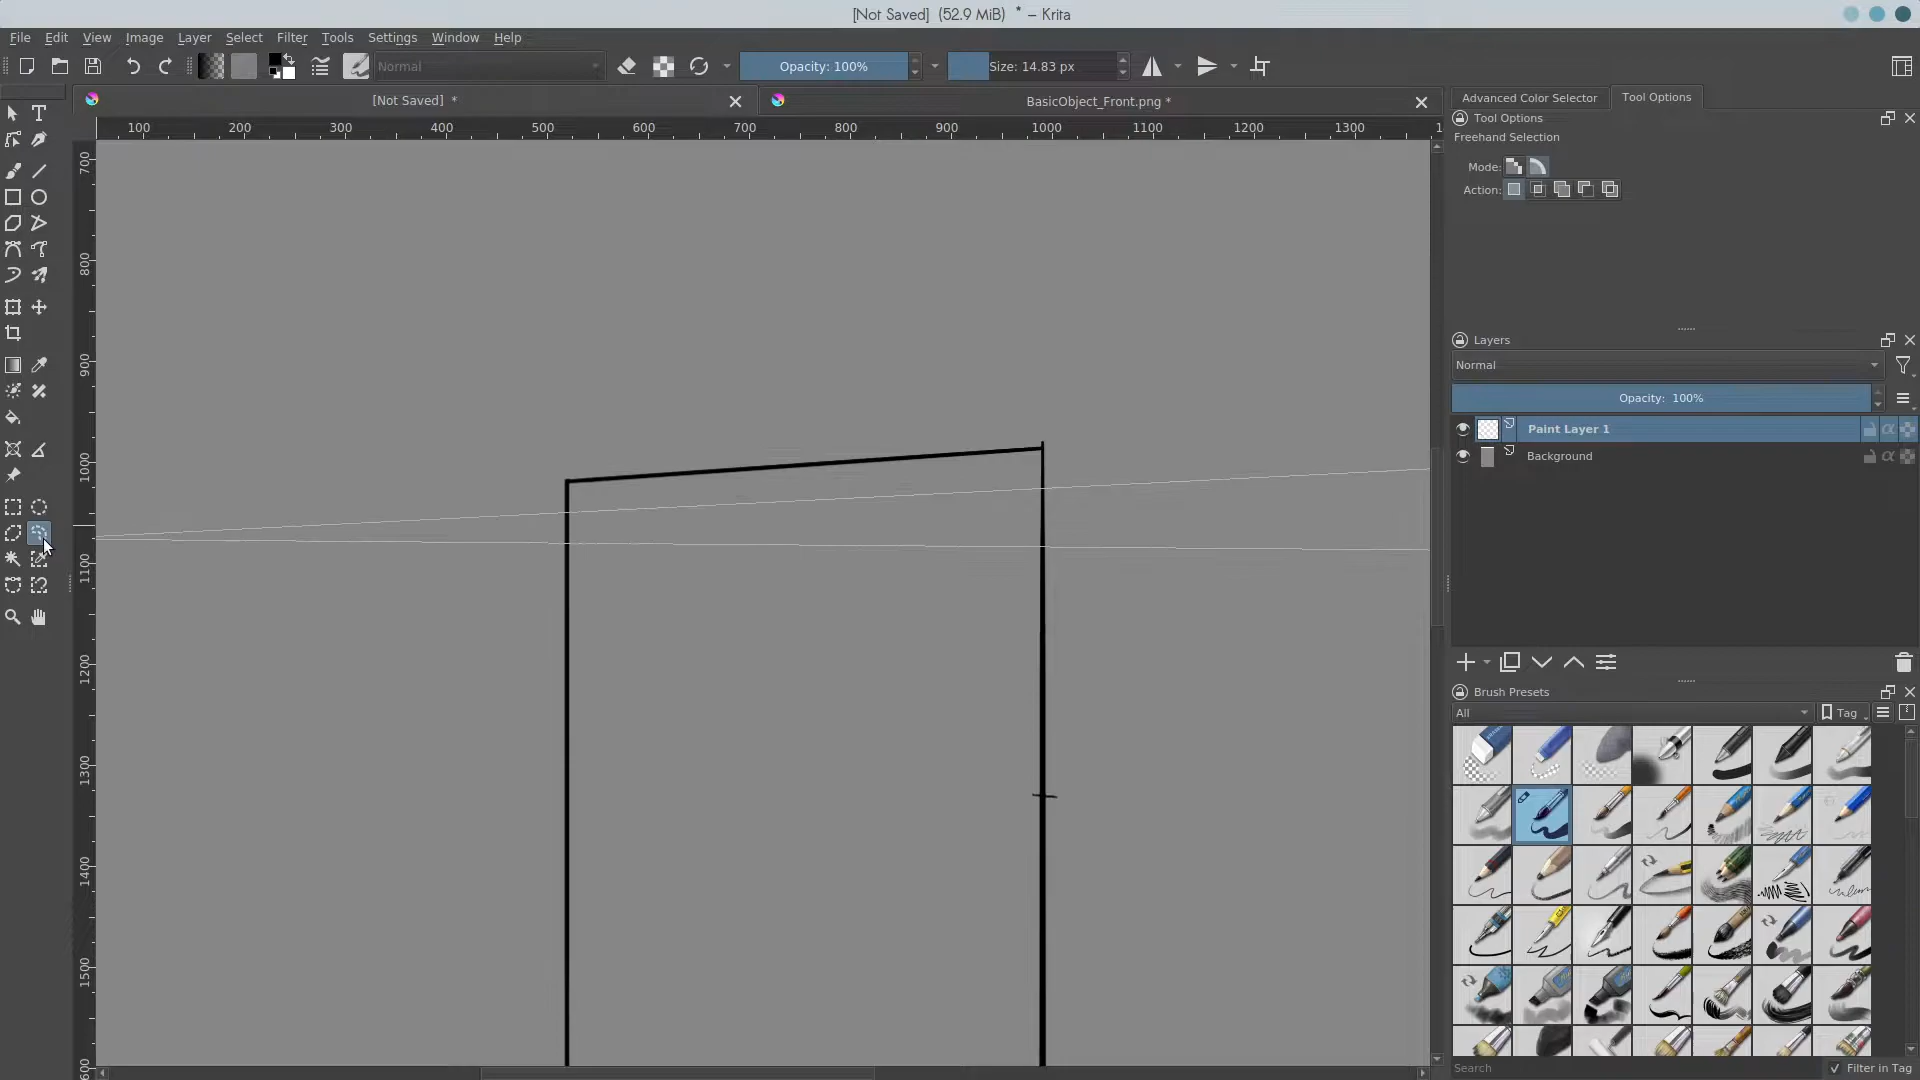 [Not Saved]  (52.9 MiB)  * – Krita
File Edit View Image Layer Select Filter Tools Settings Window Help
Normal Opacity: 100% Size: 14.83 px
[Not Saved]  * BasicObject_Front.png *
Advanced Color Selector Tool Options
100 200 300 400 500 600 700 800 900 1000 1100 1200 1300 1
Tool Options
Freehand Selection
Mode:
Action:
700
800
900
1000
1100
1200
1300
1400
1500
600
Layers
Normal
Opacity:  100%
Paint Layer 1
Background
Brush Presets
All Tag
Search Filter in Tag